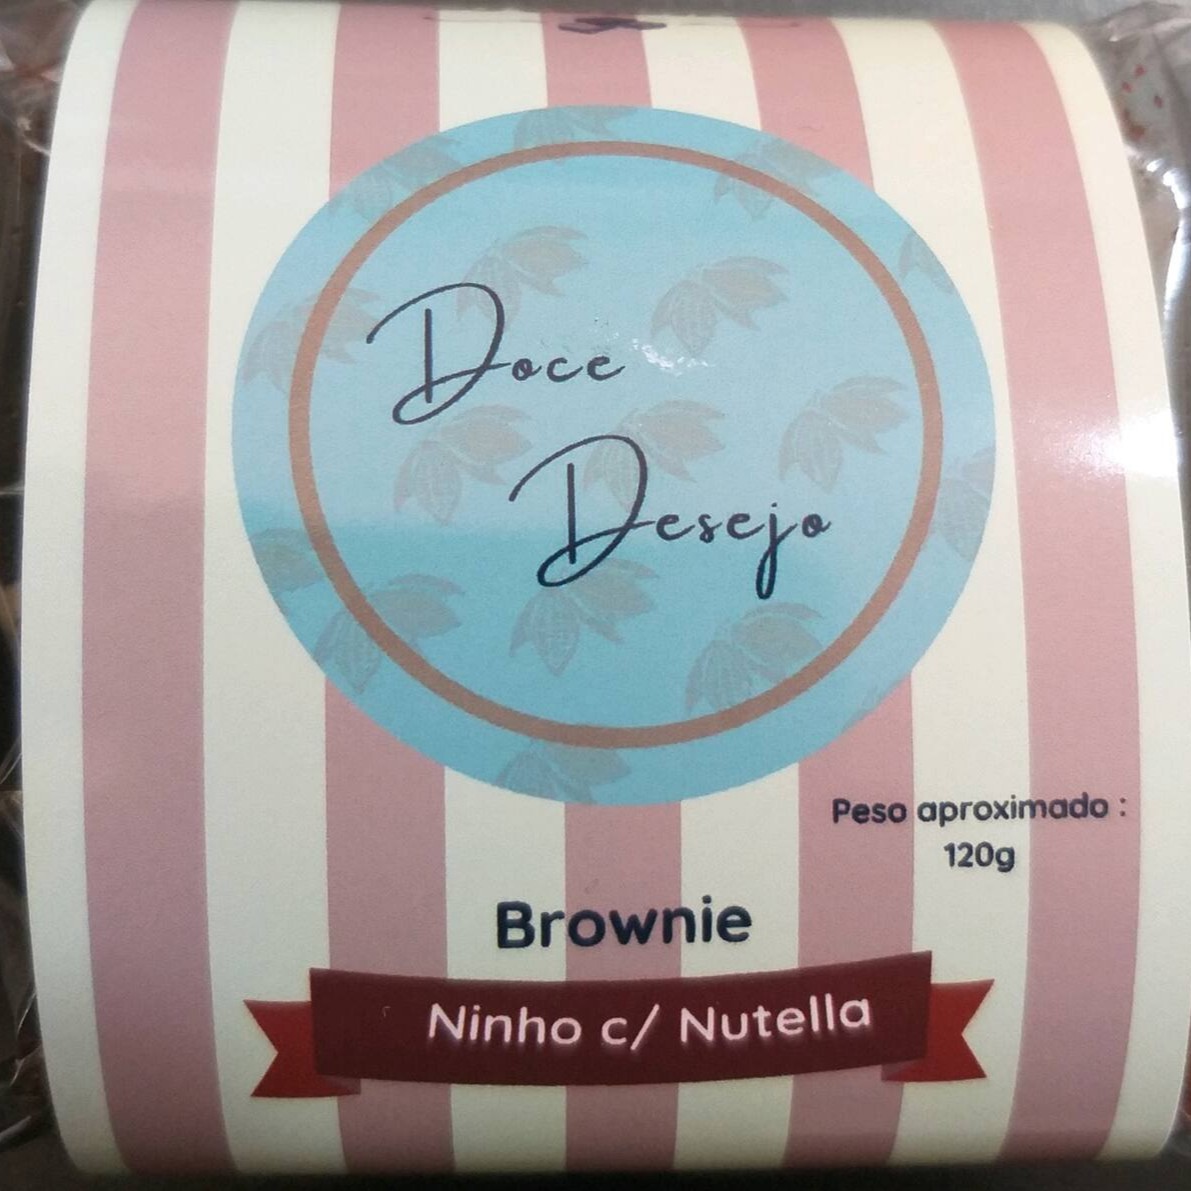 Doce
Desejo
Peso aproximado :
120g
Brownie
Ninho c/ Nutella